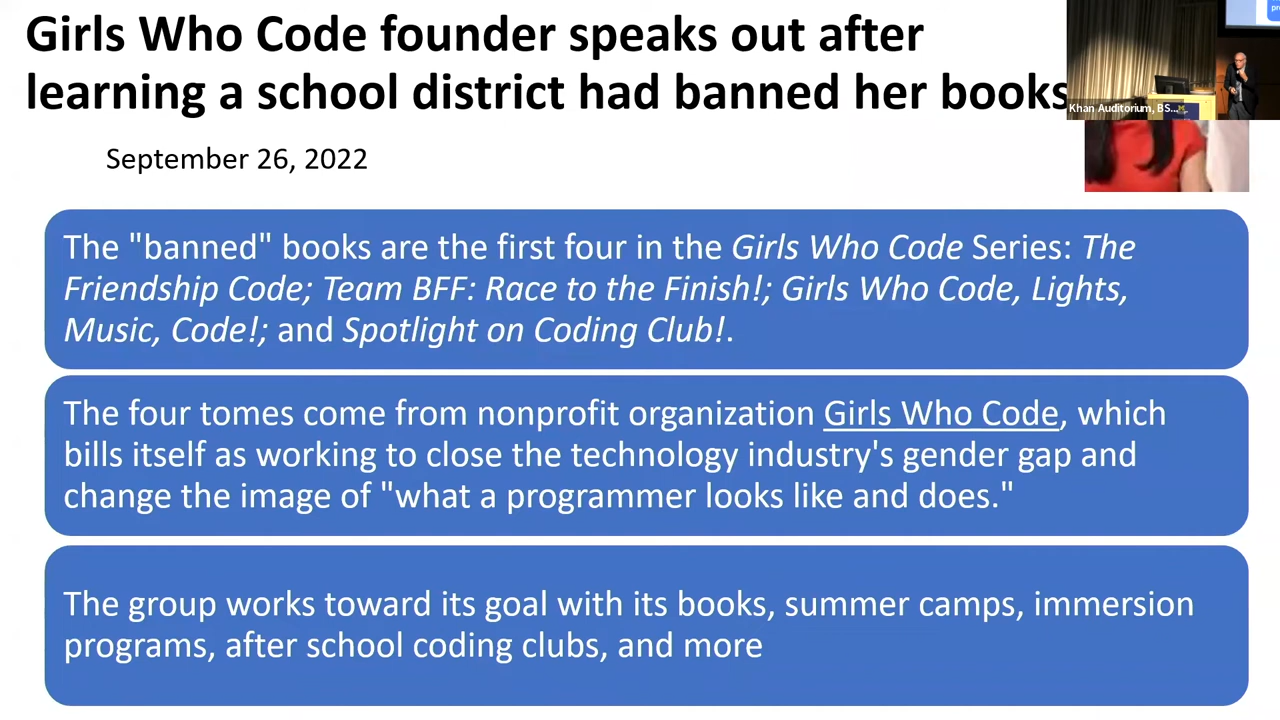 Girls Who Code founder speaks out after
learning a school district had banned her books
Khan Auditorium, BS...
September 26, 2022
The "banned" books are the first four in the Girls Who Code Series: The
Friendship Code; Team BFF: Race to the Finish!; Girls Who Code, Lights,
Music, Code!; and Spotlight on Coding Club!.
The four tomes come from nonprofit organization Girls Who Code, which
bills itself as working to close the technology industry's gender gap and
change the image of "what a programmer looks like and does."
The group works toward its goal with its books, summer camps, immersion
programs, after school coding clubs, and more